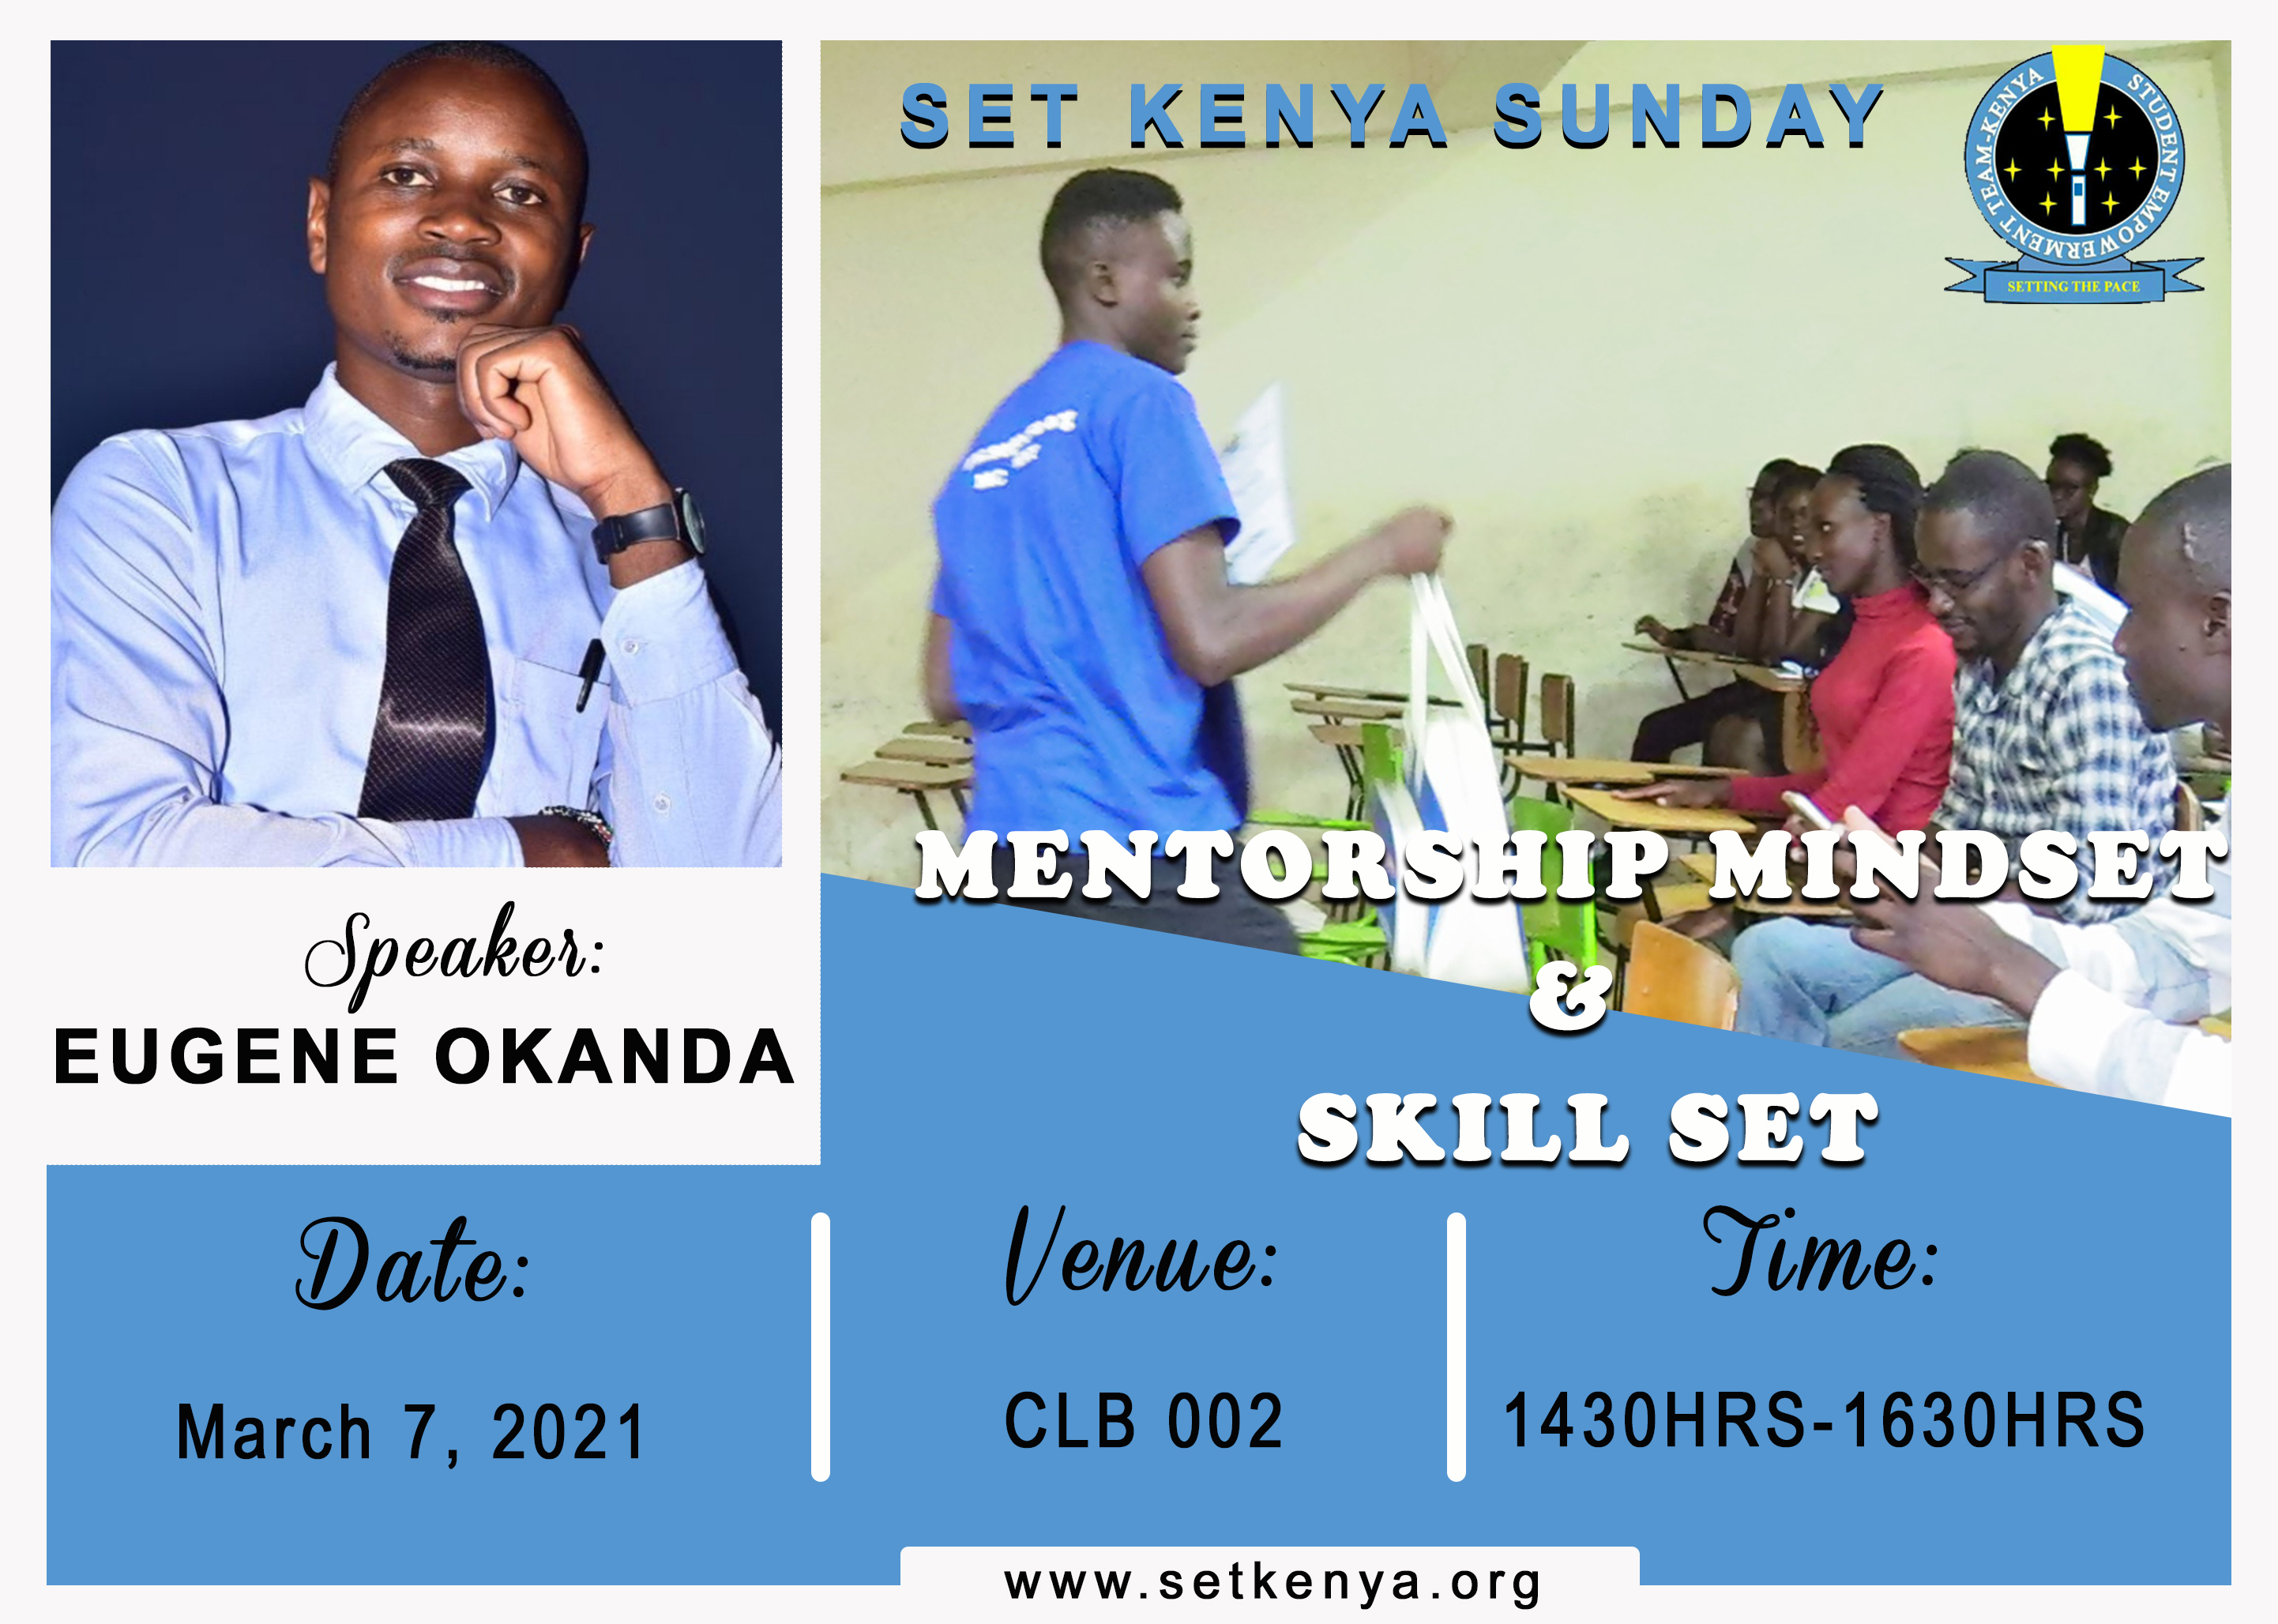 SET KENYA SUNDAY
STUDENT EMPOWERMENT TEAM-KENYA
SETTING THE PACE
MENTORSHIP MINDSET
&
SKILL SET
Speaker:
EUGENE OKANDA
Date:
March 7, 2021
Venue:
CLB 002
Time:
1430HRS-1630HRS
www.setkenya.org